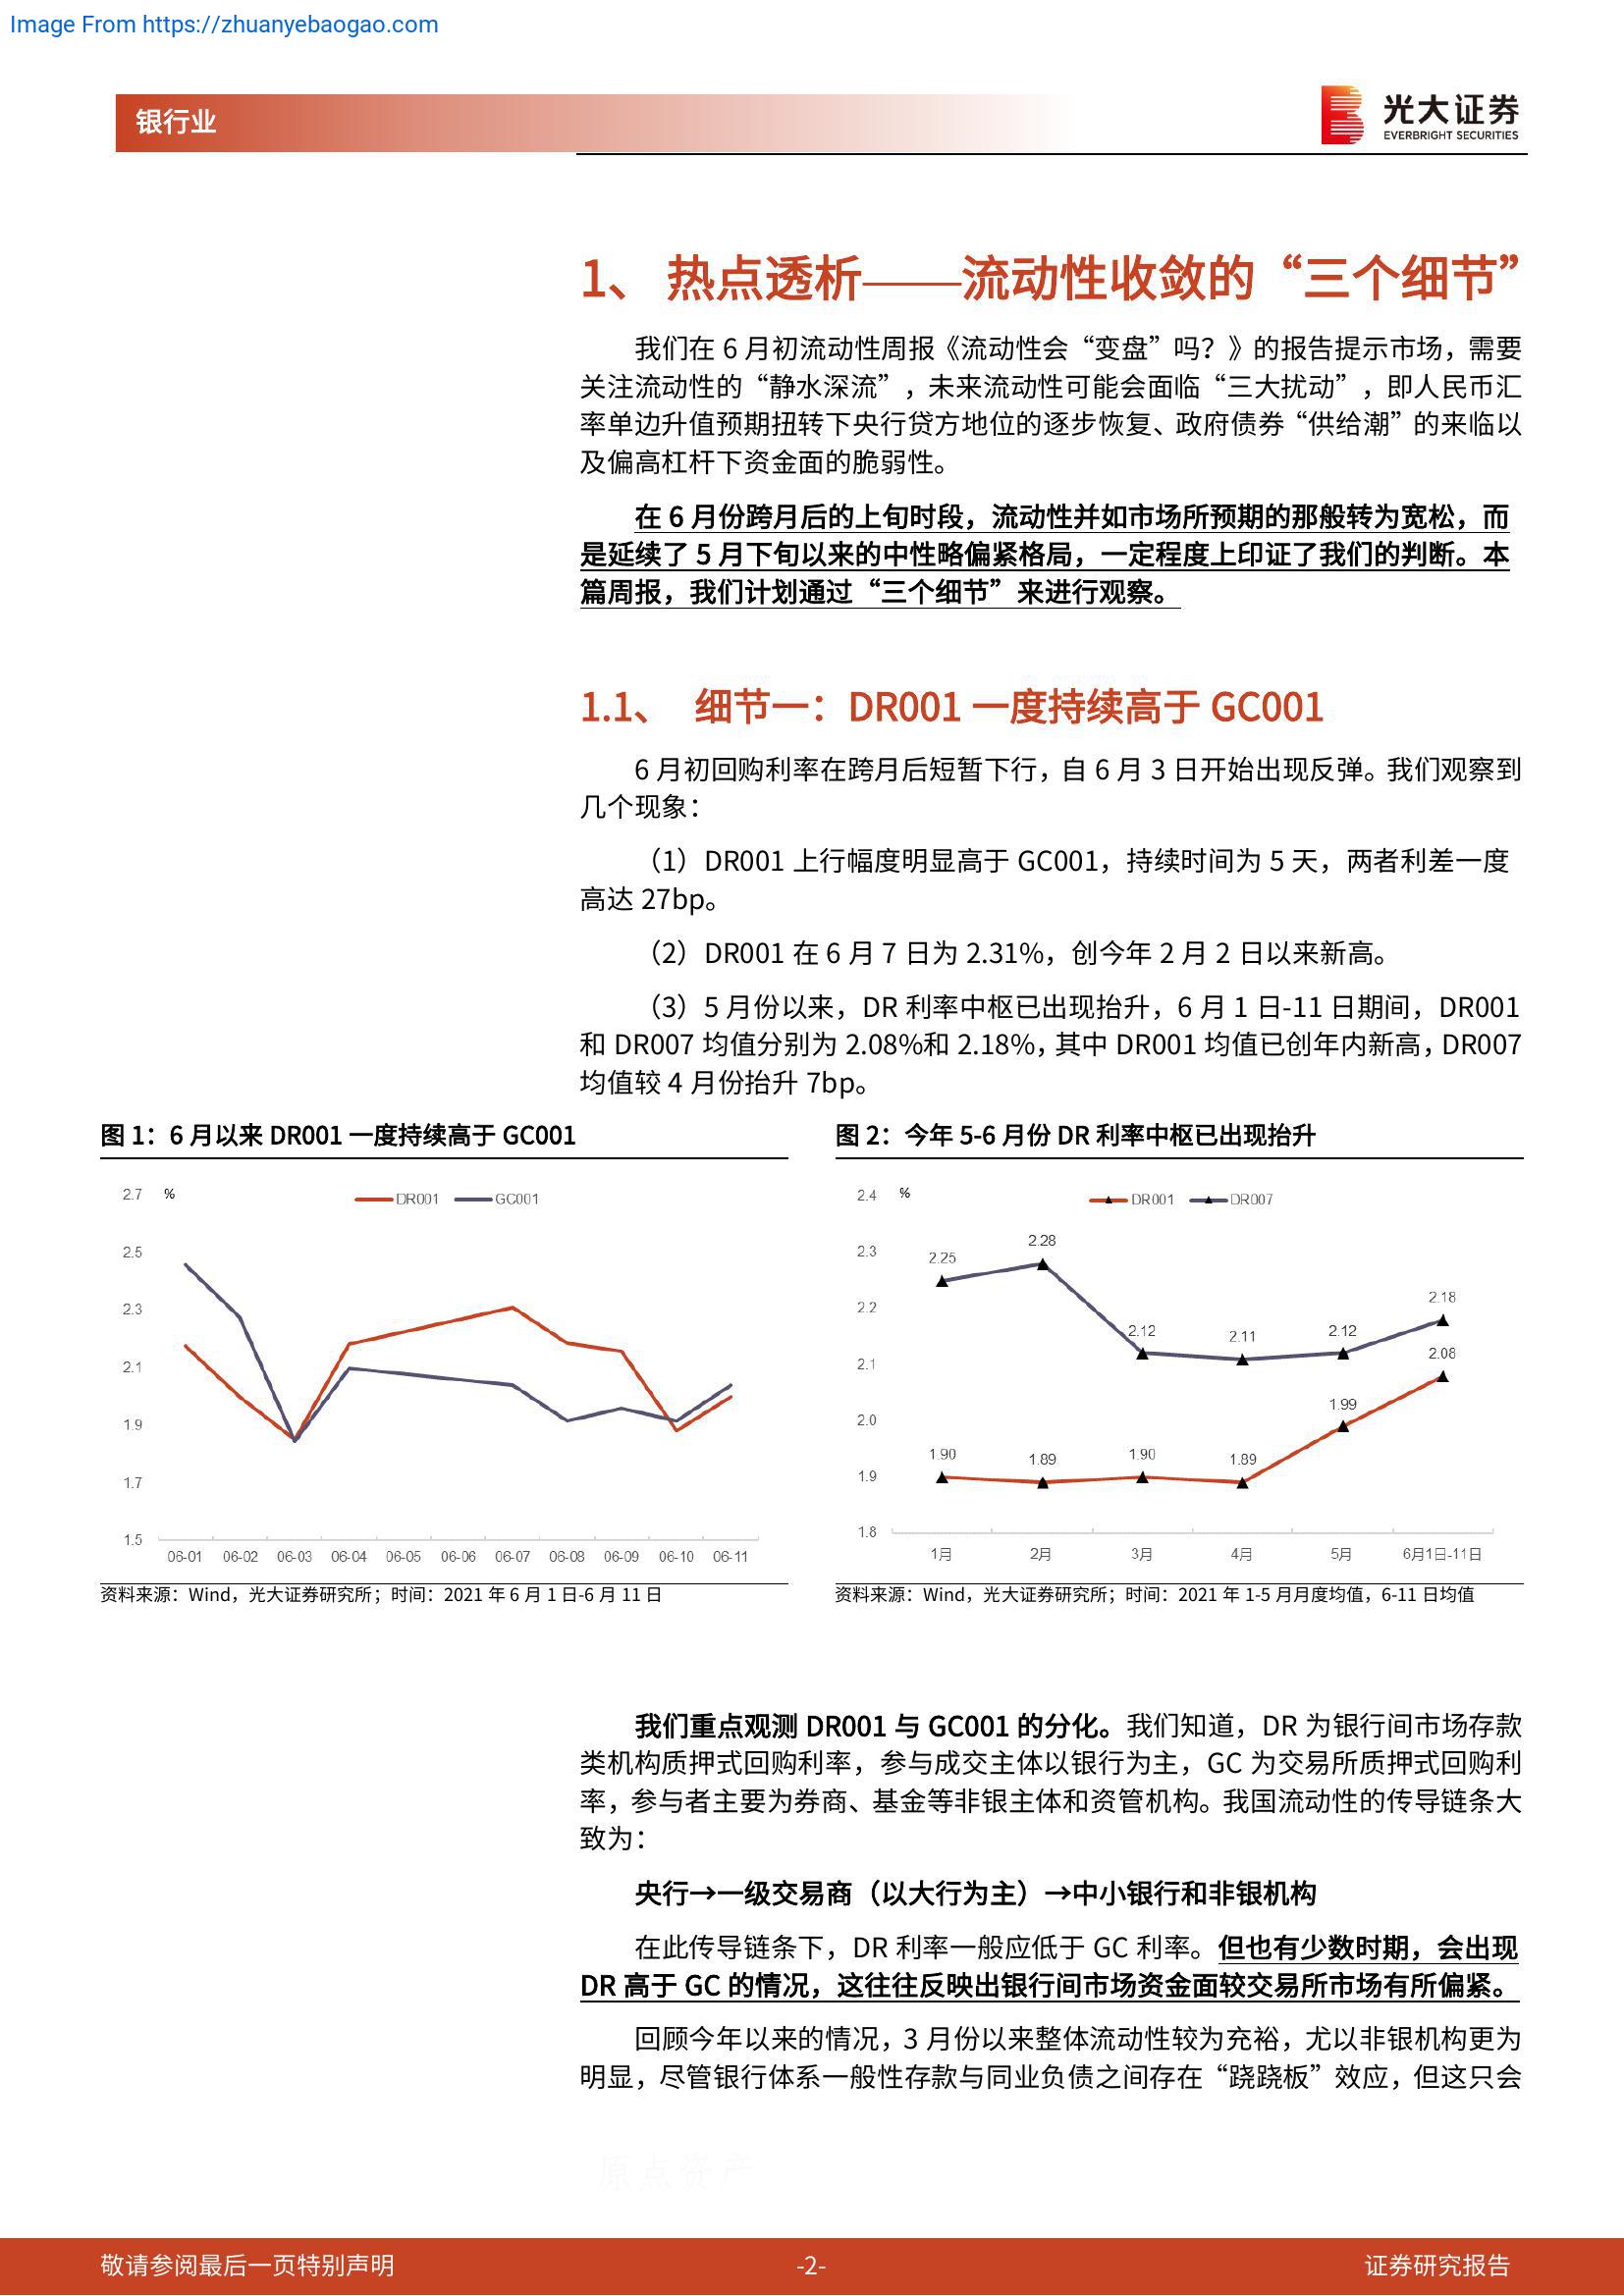 Image From https://zhuanyebaogao.com
银行业
光大证券
EVERBRIGHT SECURITIES
1、 热点透析——流动性收敛的“三个细节”
我们在 6 月初流动性周报《流动性会“变盘”吗？》的报告提示市场，需要
关注流动性的“静水深流”，未来流动性可能会面临“三大扰动”，即人民币汇
率单边升值预期扭转下央行贷方地位的逐步恢复、政府债券“供给潮”的来临以
及偏高杠杆下资金面的脆弱性。
在 6 月份跨月后的上旬时段，流动性并如市场所预期的那般转为宽松，而
是延续了 5 月下旬以来的中性略偏紧格局，一定程度上印证了我们的判断。本
篇周报，我们计划通过“三个细节”来进行观察。
1.1、 细节一：DR001 一度持续高于 GC001
6 月初回购利率在跨月后短暂下行，自 6 月 3 日开始出现反弹。我们观察到
几个现象：
（1）DR001 上行幅度明显高于 GC001，持续时间为 5 天，两者利差一度
高达 27bp。
（2）DR001 在 6 月 7 日为 2.31%，创今年 2 月 2 日以来新高。
（3）5 月份以来，DR 利率中枢已出现抬升，6 月 1 日-11 日期间，DR001
和 DR007 均值分别为 2.08%和 2.18%，其中 DR001 均值已创年内新高，DR007
均值较 4 月份抬升 7bp。
图 1：6 月以来 DR001 一度持续高于 GC001
2.7 %
DR001 GC001
2.5
2.3
2.1
1.9
1.7
1.5
06-01 06-02 06-03 06-04 06-05 06-06 06-07 06-08 06-09 06-10 06-11
资料来源：Wind，光大证券研究所；时间：2021 年 6 月 1 日-6 月 11 日
图 2：今年 5-6 月份 DR 利率中枢已出现抬升
2.4 %
DR001 DR007
2.3
2.2
2.1
2.0
1.9
1.8
2.25 2.28 2.12 2.11 2.12 2.18
1.90 1.89 1.90 1.89 1.99 2.08
1月 2月 3月 4月 5月 6月1日-11日
资料来源：Wind，光大证券研究所；时间：2021 年 1-5 月月度均值，6-11 日均值
我们重点观测 DR001 与 GC001 的分化。我们知道，DR 为银行间市场存款
类机构质押式回购利率，参与成交主体以银行为主，GC 为交易所质押式回购利
率，参与者主要为券商、基金等非银主体和资管机构。我国流动性的传导链条大
致为：
央行→一级交易商（以大行为主）→中小银行和非银机构
在此传导链条下，DR 利率一般应低于 GC 利率。但也有少数时期，会出现
DR 高于 GC 的情况，这往往反映出银行间市场资金面较交易所市场有所偏紧。
回顾今年以来的情况，3 月份以来整体流动性较为充裕，尤以非银机构更为
明显，尽管银行体系一般性存款与同业负债之间存在“跷跷板”效应，但这只会
敬请参阅最后一页特别声明
-2-
证券研究报告